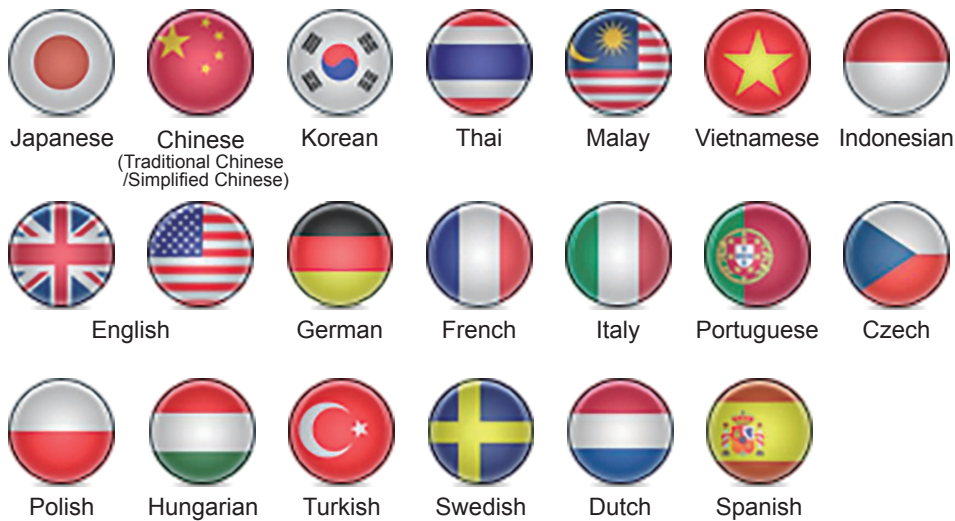 Japanese
Chinese
(Traditional Chinese
/Simplified Chinese)
Korean
Thai
Malay
Vietnamese
Indonesian
English
German
French
Italy
Portuguese
Czech
Polish
Hungarian
Turkish
Swedish
Dutch
Spanish